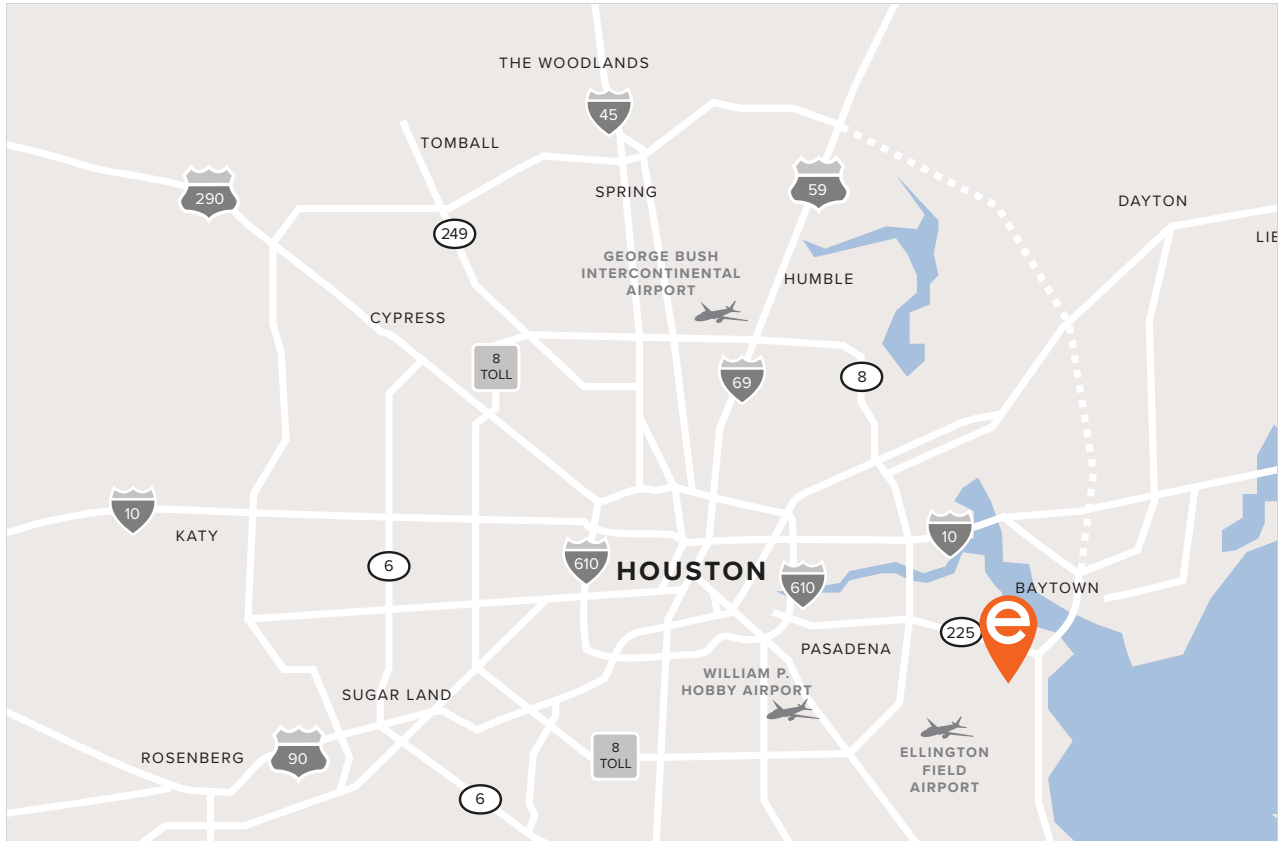 THE WOODLANDS
45
TOMBALL
290
59
SPRING
DAYTON
249
LIE
GEORGE BUSH
INTERCONTINENTAL
AIRPORT
HUMBLE
CYPRESS
8
TOLL
69
8
10
KATY
10
6
610
HOUSTON
610
BAYTOWN
e
225
PASADENA
WILLIAM P.
HOBBY AIRPORT
SUGAR LAND
ROSENBERG
90
8
TOLL
ELLINGTON
FIELD
AIRPORT
6